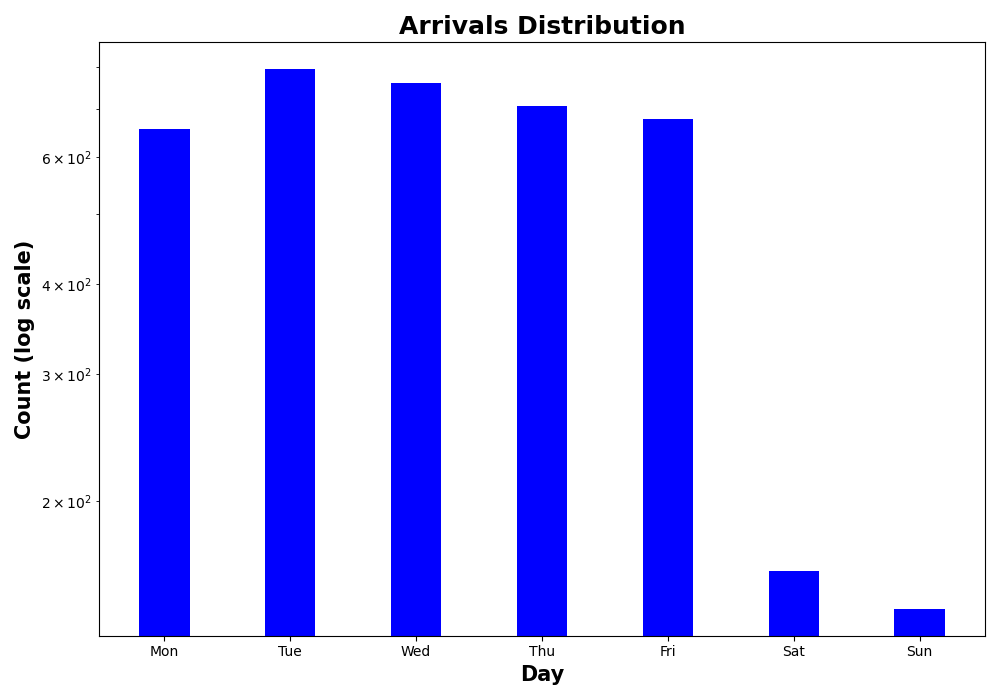 Arrivals Distribution
Count (log scale)
6 × 10²
4 × 10²
3 × 10²
2 × 10²
Mon Tue Wed Thu Fri Sat Sun
Day